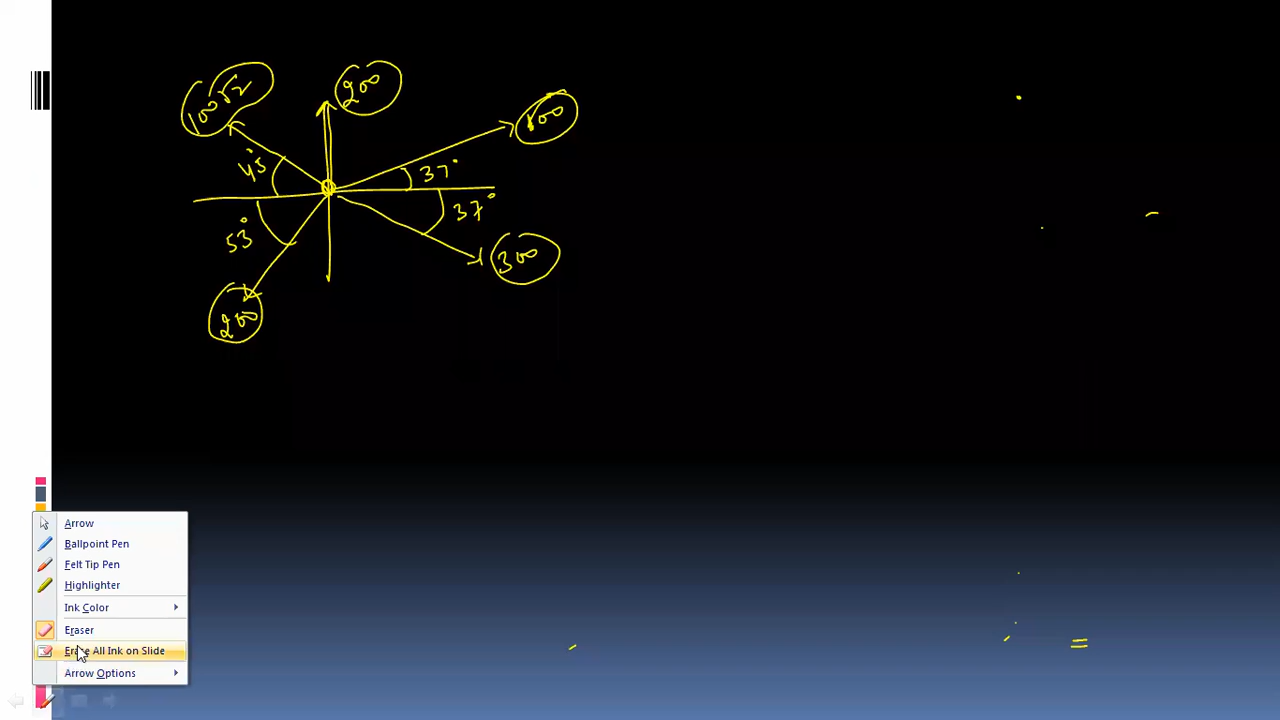 100√2
200
100
45°
37°
37°
53°
300
200
=
Arrow
Ballpoint Pen
Felt Tip Pen
Highlighter
Ink Color
Eraser
Erase All Ink on Slide
Arrow Options